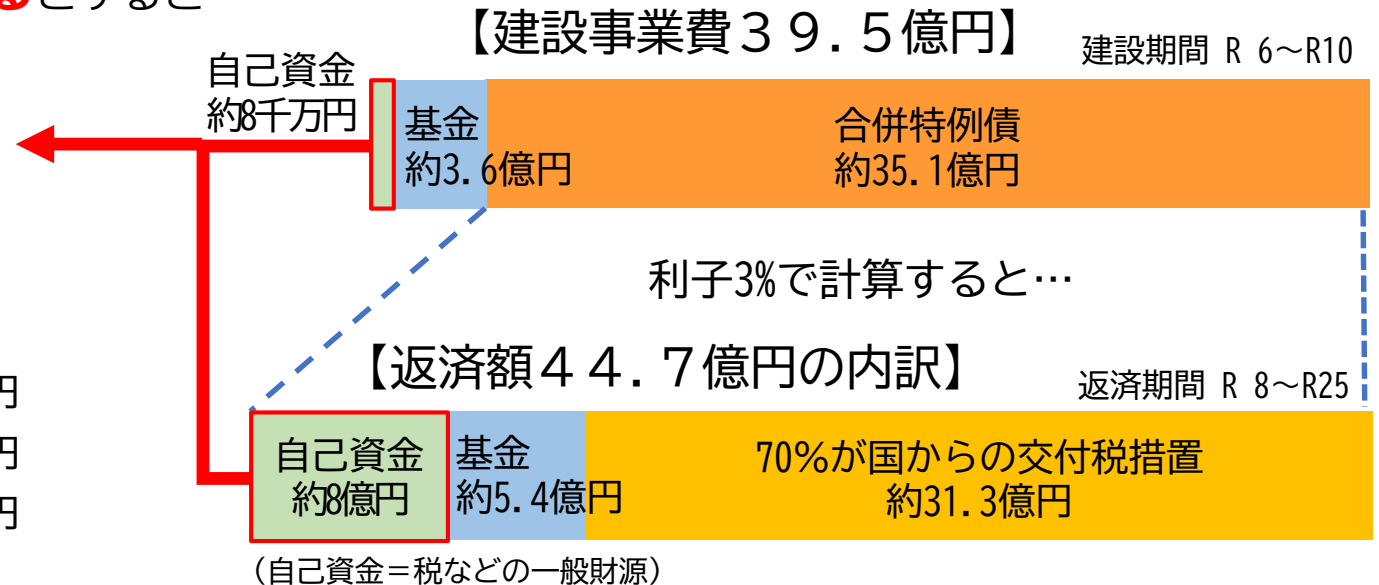 とすると
【建設事業費３９.５億円】
建設期間 R 6～R10
自己資金
約8千万円
基金
約3.6億円
合併特例債
約35.1億円
利子3%で計算すると…
【返済額４４.７億円の内訳】
返済期間 R 8～R25
円
円
円
自己資金
約8億円
基金
約5.4億円
70%が国からの交付税措置
約31.3億円
（自己資金＝税などの一般財源）